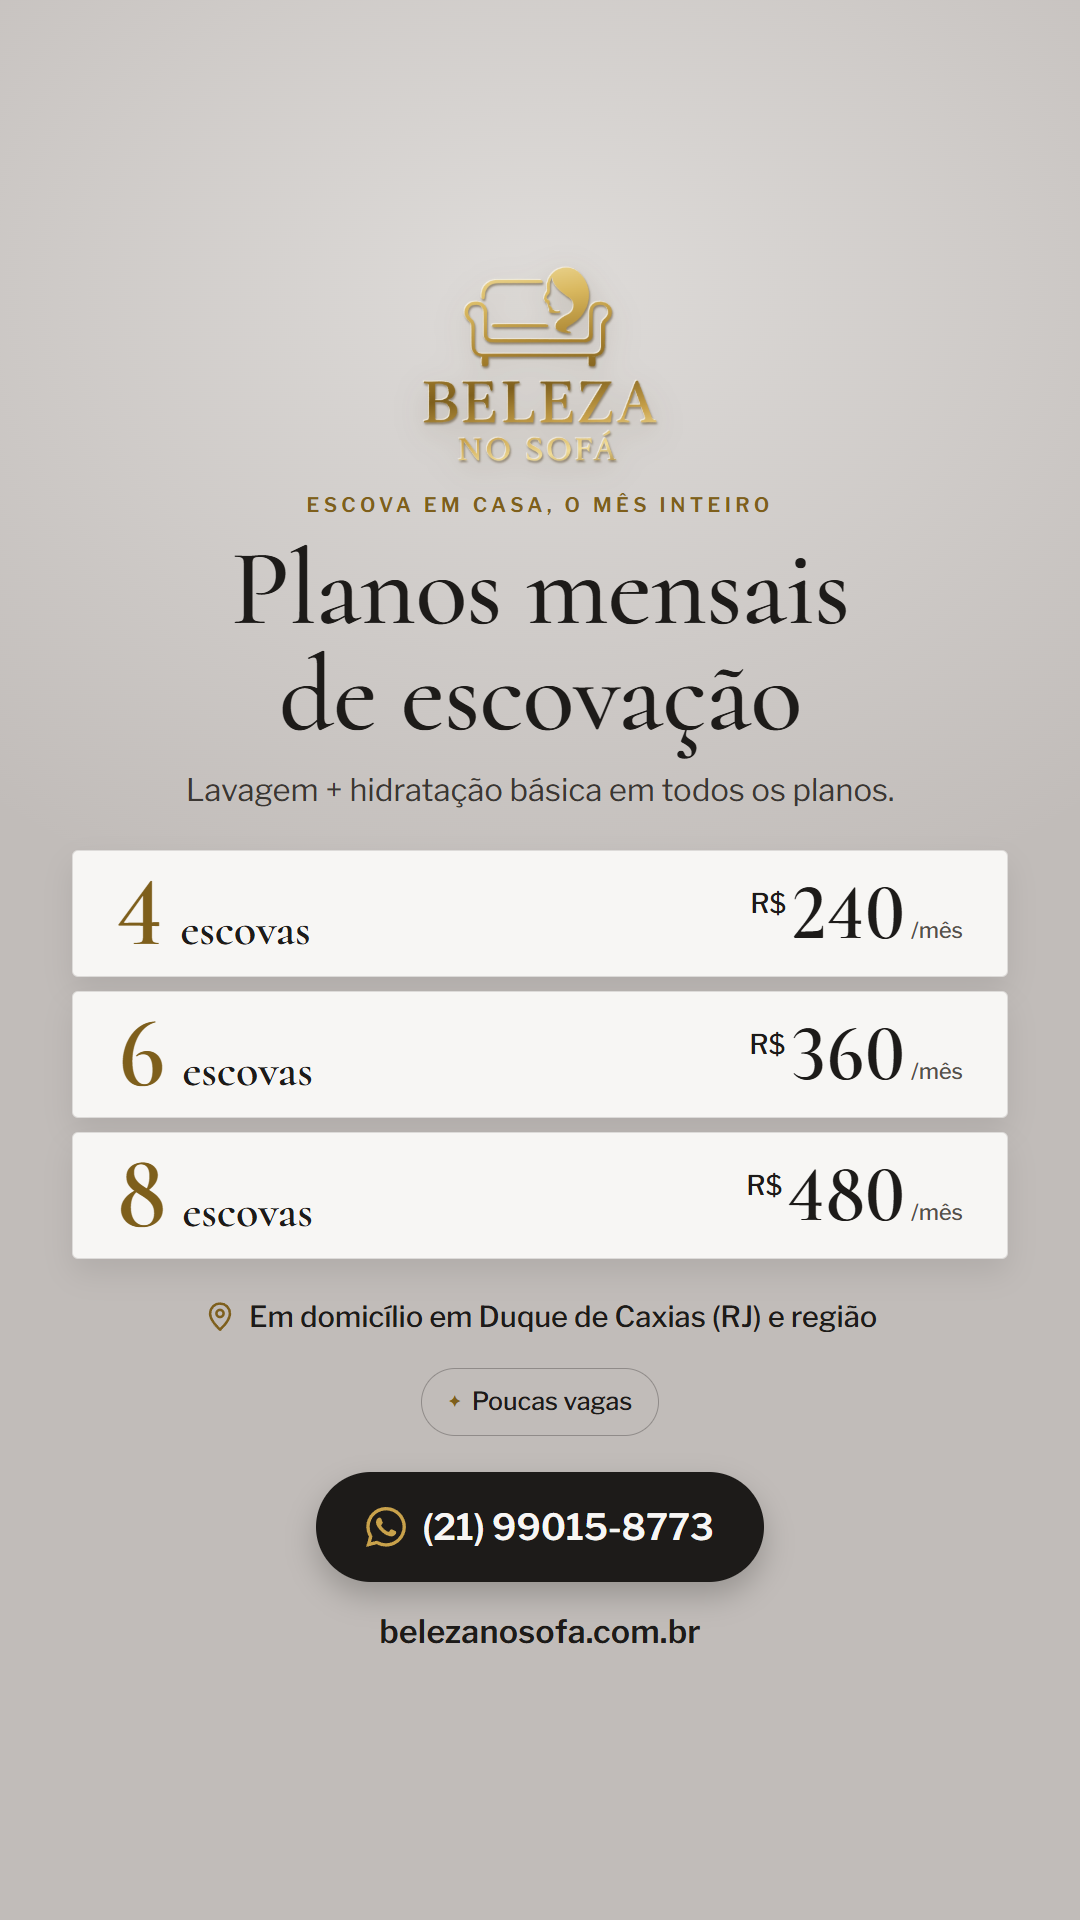 BELEZA
NO SOFÁ
ESCOVA EM CASA, O MÊS INTEIRO
Planos mensais
de escovação
Lavagem + hidratação básica em todos os planos.
4 escovas R$ 240 /mês
6 escovas R$ 360 /mês
8 escovas R$ 480 /mês
Em domicílio em Duque de Caxias (RJ) e região
✦ Poucas vagas
(21) 99015-8773
belezanosofa.com.br